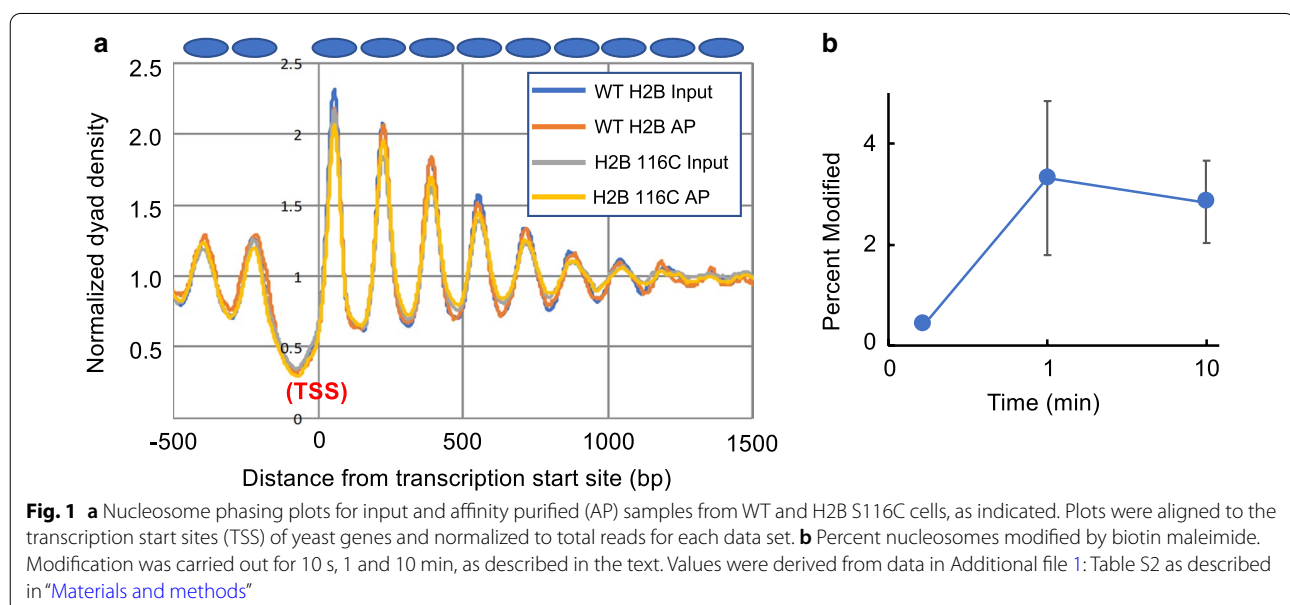 a
b
2.5
2.5
2.0
2
1.5
1.5
1.0
1
0.5
0.5
0
WT H2B Input
WT H2B AP
H2B 116C Input
H2B 116C AP
(TSS)
-500
0
500
1000
1500
Normalized dyad density
Distance from transcription start site (bp)
4
2
0
Percent Modified
0
1
10
Time (min)
Fig. 1 a Nucleosome phasing plots for input and affinity purified (AP) samples from WT and H2B S116C cells, as indicated. Plots were aligned to the
transcription start sites (TSS) of yeast genes and normalized to total reads for each data set. b Percent nucleosomes modified by biotin maleimide.
Modification was carried out for 10 s, 1 and 10 min, as described in the text. Values were derived from data in Additional file 1: Table S2 as described
in “Materials and methods”